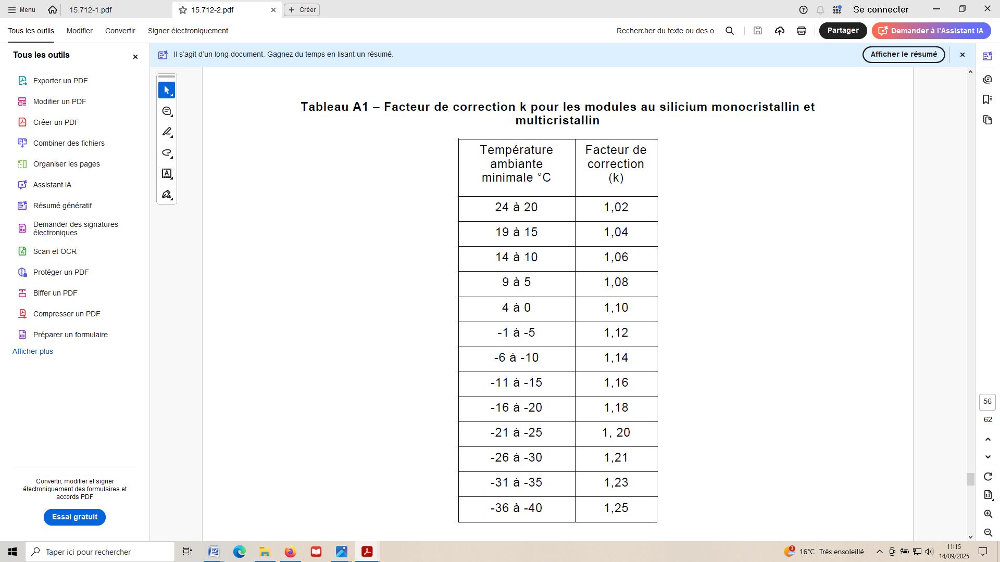 Menu
15.712-1.pdf
15.712-2.pdf
Créer
Se connecter
Tous les outils
Modifier
Convertir
Signer électroniquement
Rechercher du texte ou des o...
Partager
Demander à l'Assistant IA
Tous les outils
Il s'agit d'un long document. Gagnez du temps en lisant un résumé.
Afficher le résumé
Exporter un PDF
Modifier un PDF
Créer un PDF
Combiner des fichiers
Organiser les pages
Assistant IA
Résumé génératif
Demander des signatures
électroniques
Scan et OCR
Protéger un PDF
Biffer un PDF
Compresser un PDF
Préparer un formulaire
Afficher plus
Convertir, modifier et signer
électroniquement des formulaires et
accords PDF
Essai gratuit
Tableau A1 – Facteur de correction k pour les modules au silicium monocristallin et
multicristallin
Température
ambiante
minimale °C
Facteur de
correction
(k)
24 à 20 1,02
19 à 15 1,04
14 à 10 1,06
9 à 5 1,08
4 à 0 1,10
-1 à -5 1,12
-6 à -10 1,14
-11 à -15 1,16
-16 à -20 1,18
-21 à -25 1, 20
-26 à -30 1,21
-31 à -35 1,23
-36 à -40 1,25
56
62
1:1
Taper ici pour rechercher
3
16°C Très ensoleillé
11:15
14/09/2025